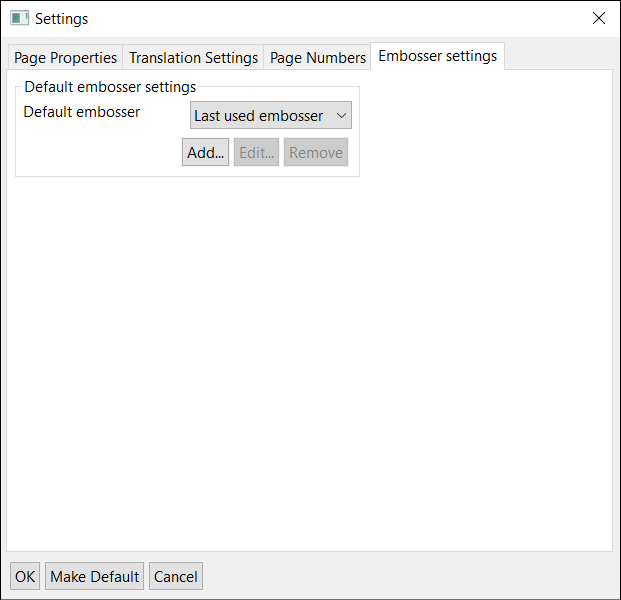 Settings
Page Properties Translation Settings Page Numbers Embosser settings
Default embosser settings
Default embosser Last used embosser
Add... Edit... Remove
OK Make Default Cancel